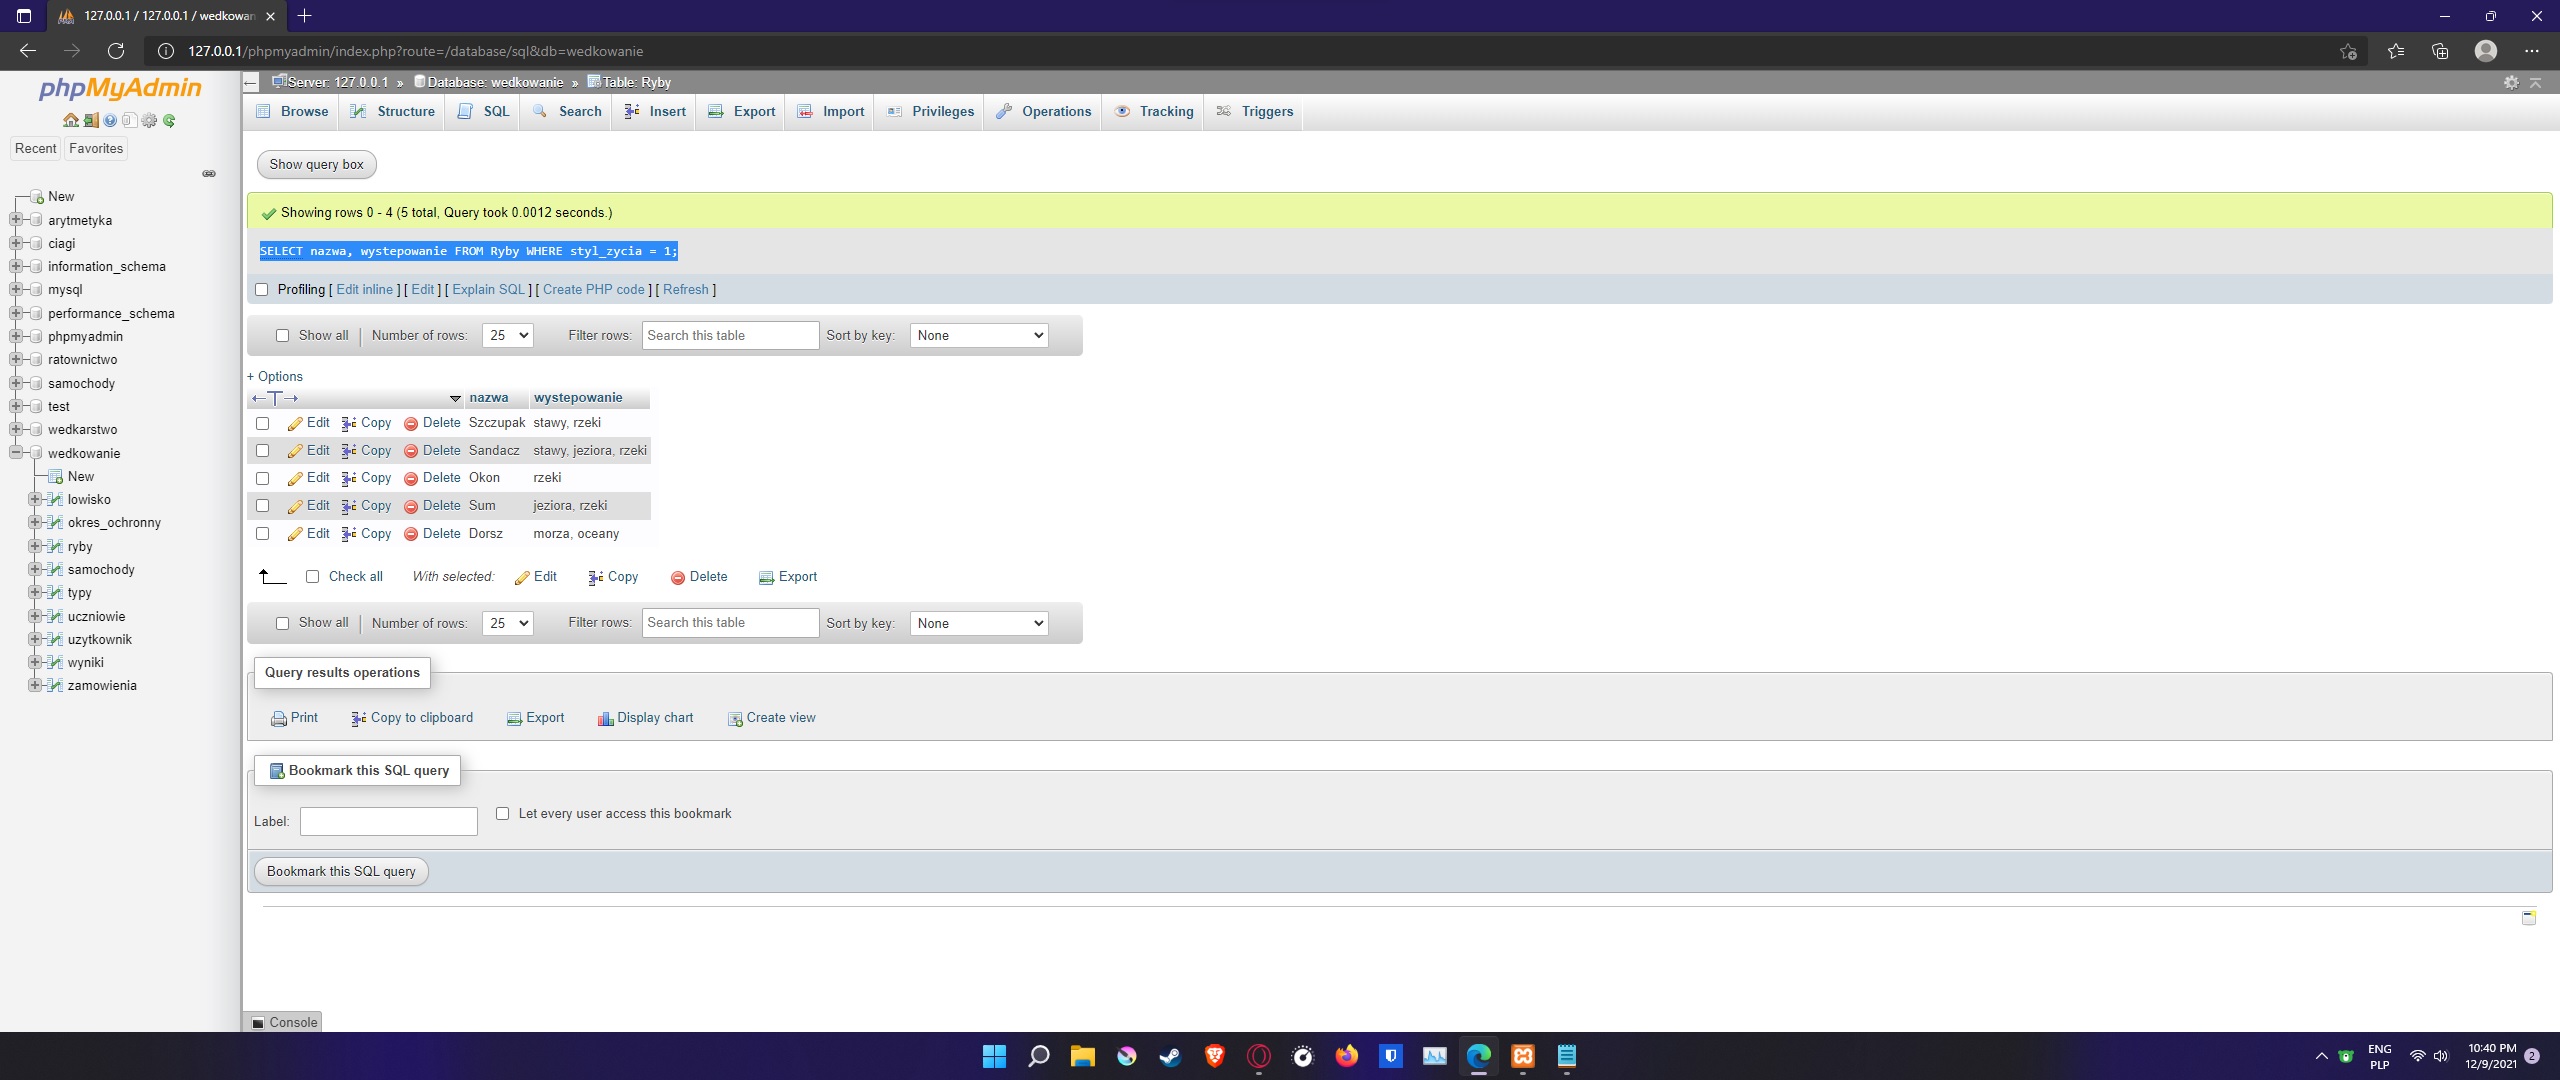 127.0.0.1 / 127.0.0.1 / wedkowan
127.0.0.1/phpmyadmin/index.php?route=/database/sql&db=wedkowanie
phpMyAdmin
Recent Favorites
New
arytmetyka
ciagi
information_schema
mysql
performance_schema
phpmyadmin
ratownictwo
samochody
test
wedkarstwo
wedkowanie
New
lowisko
okres_ochronny
ryby
samochody
typy
uczniowie
uzytkownik
wyniki
zamowienia
Server: 127.0.0.1 » Database: wedkowanie » Table: Ryby
Browse Structure SQL Search Insert Export Import Privileges Operations Tracking Triggers
Show query box
Showing rows 0 - 4 (5 total, Query took 0.0012 seconds.)
SELECT nazwa, wystepowanie FROM Ryby WHERE styl_zycia = 1;
Profiling [ Edit inline ] [ Edit ] [ Explain SQL ] [ Create PHP code ] [ Refresh ]
Show all Number of rows: 25 Filter rows: Search this table Sort by key: None
+ Options
nazwa wystepowanie
Edit Copy Delete Szczupak stawy, rzeki
Edit Copy Delete Sandacz stawy, jeziora, rzeki
Edit Copy Delete Okon rzeki
Edit Copy Delete Sum jeziora, rzeki
Edit Copy Delete Dorsz morza, oceany
Check all With selected: Edit Copy Delete Export
Show all Number of rows: 25 Filter rows: Search this table Sort by key: None
Query results operations
Print Copy to clipboard Export Display chart Create view
Bookmark this SQL query
Label: Let every user access this bookmark
Bookmark this SQL query
Console
ENG
PLP
10:40 PM
12/9/2021
2